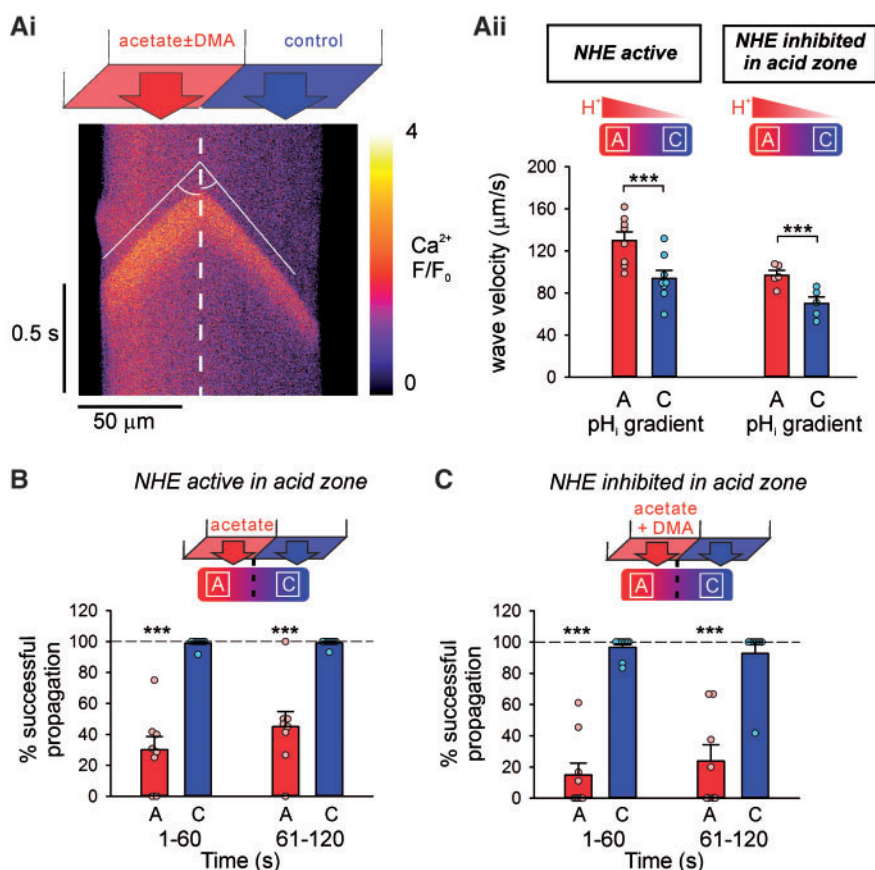 Ai
acetate±DMA
control
4
Ca²⁺
F/F₀
0
0.5 s
50 µm
Aii
NHE active
NHE inhibited
in acid zone
H⁺
A C
H⁺
A C
wave velocity (µm/s)
200
160
120
80
40
0
***
***
A C
A C
pHᵢ gradient
pHᵢ gradient
B
NHE active in acid zone
acetate
A C
% successful
propagation
120
100
80
60
40
20
0
***
***
A C A C
1-60 61-120
Time (s)
C
NHE inhibited in acid zone
acetate
+ DMA
A C
% successful
propagation
120
100
80
60
40
20
0
***
***
A C A C
1-60 61-120
Time (s)